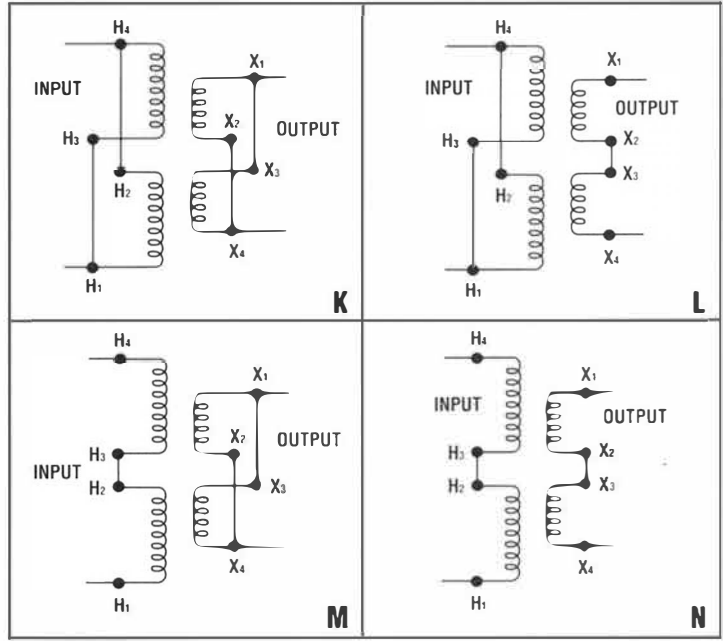 H4
INPUT
H3
H2
H1
X1
X2
OUTPUT
X3
X4
K
H4
INPUT
H3
H2
H1
X1
OUTPUT
X2
X3
X4
L
H4
H3
INPUT
H2
H1
X1
X2
OUTPUT
X3
X4
M
H4
INPUT
H3
H2
H1
X1
OUTPUT
X2
X3
X4
N